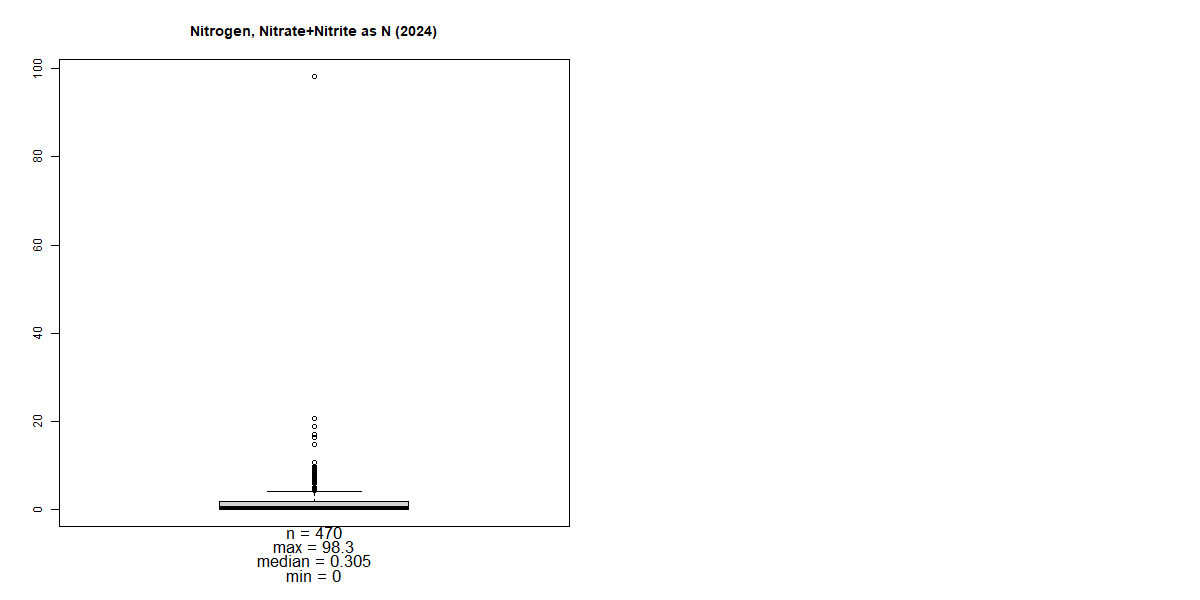 Nitrogen, Nitrate+Nitrite as N (2024)
100
80
60
40
20
0
n = 470
max = 98.3
median = 0.305
min = 0